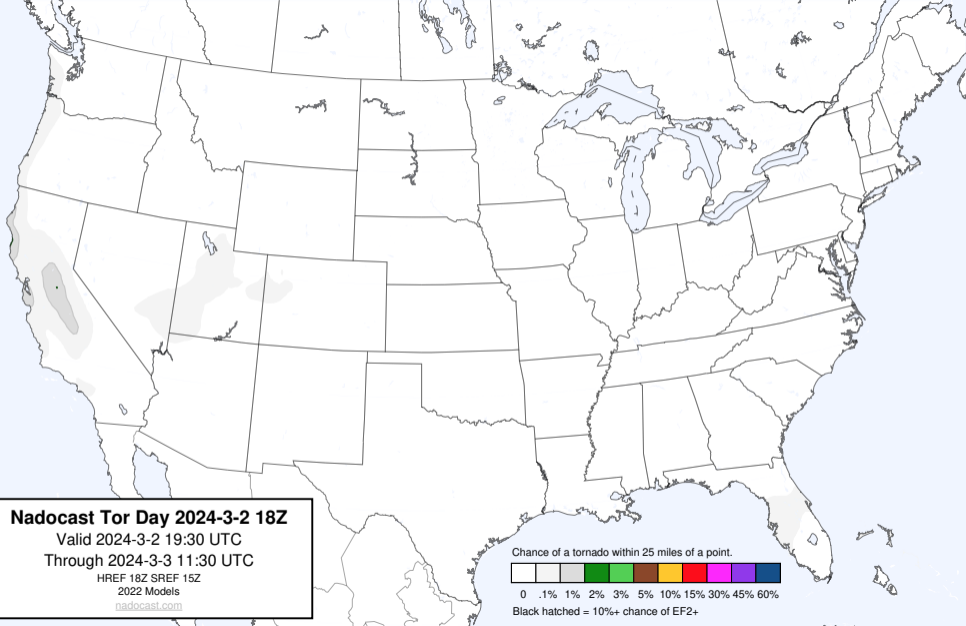 Nadocast Tor Day 2024-3-2 18Z
Valid 2024-3-2 19:30 UTC
Through 2024-3-3 11:30 UTC
HREF 18Z SREF 15Z
2022 Models
nadocast.com
Chance of a tornado within 25 miles of a point.
0 .1% 1% 2% 3% 5% 10% 15% 30% 45% 60%
Black hatched = 10%+ chance of EF2+